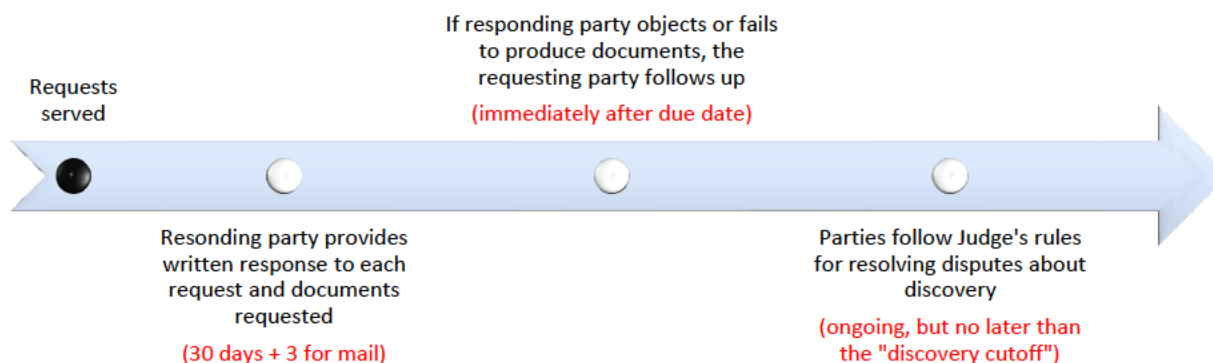 Requests
served
Resonding party provides
written response to each
request and documents
requested
(30 days + 3 for mail)
If responding party objects or fails
to produce documents, the
requesting party follows up
(immediately after due date)
Parties follow Judge's rules
for resolving disputes about
discovery
(ongoing, but no later than
the "discovery cutoff")